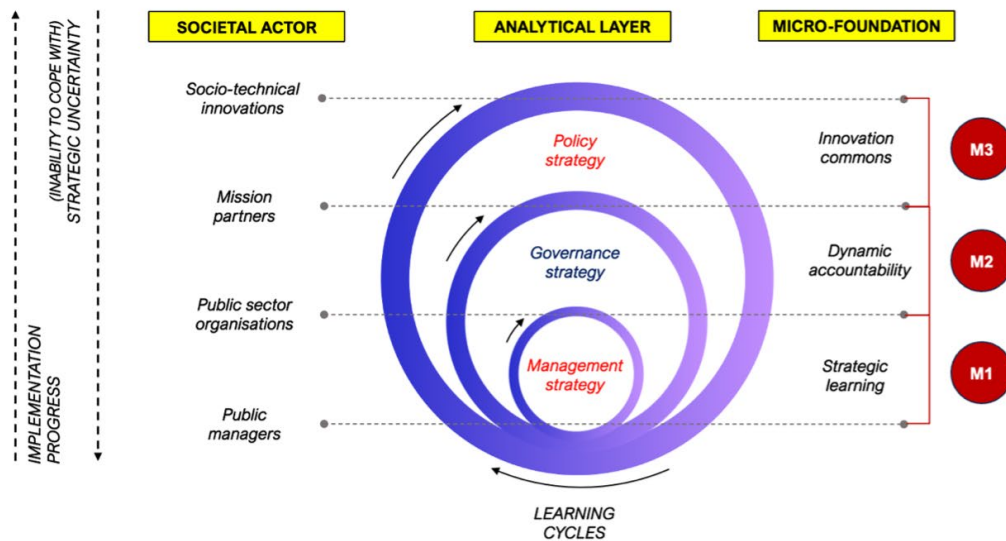 SOCIETAL ACTOR
ANALYTICAL LAYER
MICRO-FOUNDATION
(INABILITY TO COPE WITH)
STRATEGIC UNCERTAINTY
IMPLEMENTATION
PROGRESS
Socio-technical
innovations
Mission
partners
Public sector
organisations
Public
managers
Policy
strategy
Governance
strategy
Management
strategy
LEARNING
CYCLES
Innovation
commons
Dynamic
accountability
Strategic
learning
M3
M2
M1